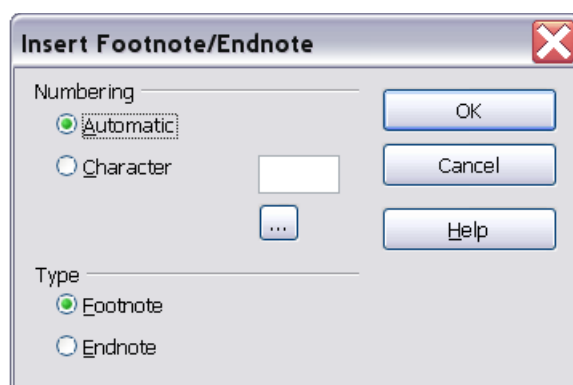 Insert Footnote/Endnote
Numbering
Automatic
Character
...
Type
Footnote
Endnote
OK
Cancel
Help